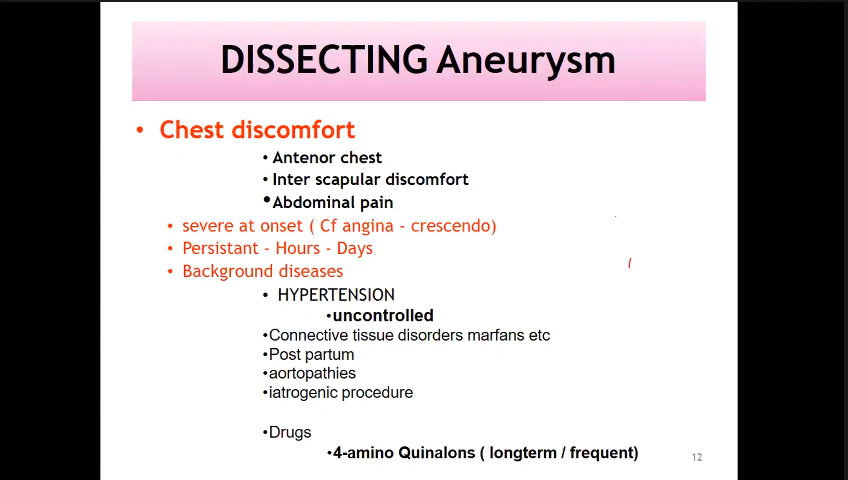 DISSECTING Aneurysm
• Chest discomfort
• Antenor chest
• Inter scapular discomfort
• Abdominal pain
• severe at onset ( Cf angina - crescendo)
• Persistant - Hours - Days
• Background diseases
• HYPERTENSION
•uncontrolled
•Connective tissue disorders marfans etc
•Post partum
•aortopathies
•iatrogenic procedure
•Drugs
•4-amino Quinalons ( longterm / frequent)
12